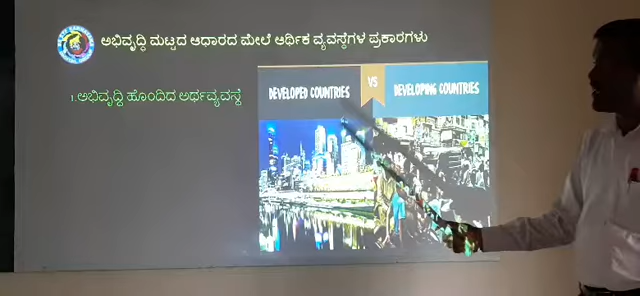 ಅಭಿವೃದ್ಧಿ ಮಟ್ಟದ ಆಧಾರದ ಮೇಲೆ ಆರ್ಥಿಕ ವ್ಯವಸ್ಥೆಗಳ ಪ್ರಕಾರಗಳು
1.ಅಭಿವೃದ್ಧಿ ಹೊಂದಿದ ಅರ್ಥವ್ಯವಸ್ಥೆ
DEVELOPED COUNTRIES VS DEVELOPING COUNTRIES